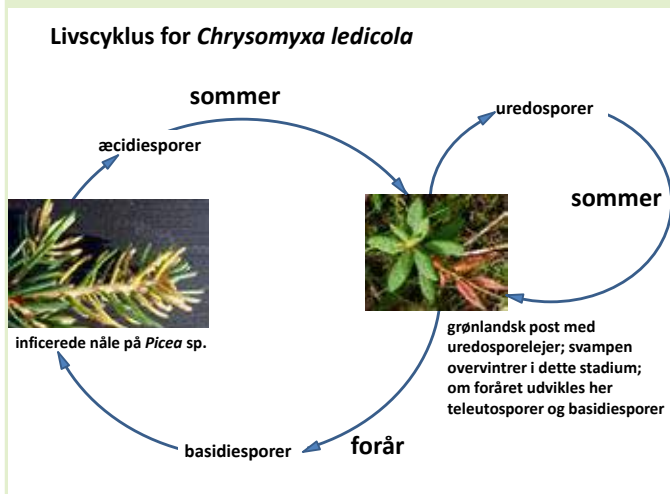 Livscyklus for Chrysomyxa ledicola
sommer
uredosporer
æcidiesporer
sommer
inficerede nåle på Picea sp.
grønlandsk post med
uredosporelejer; svampen
overvintrer i dette stadium;
om foråret udvikles her
teleutosporer og basidiesporer
basidiesporer
forår